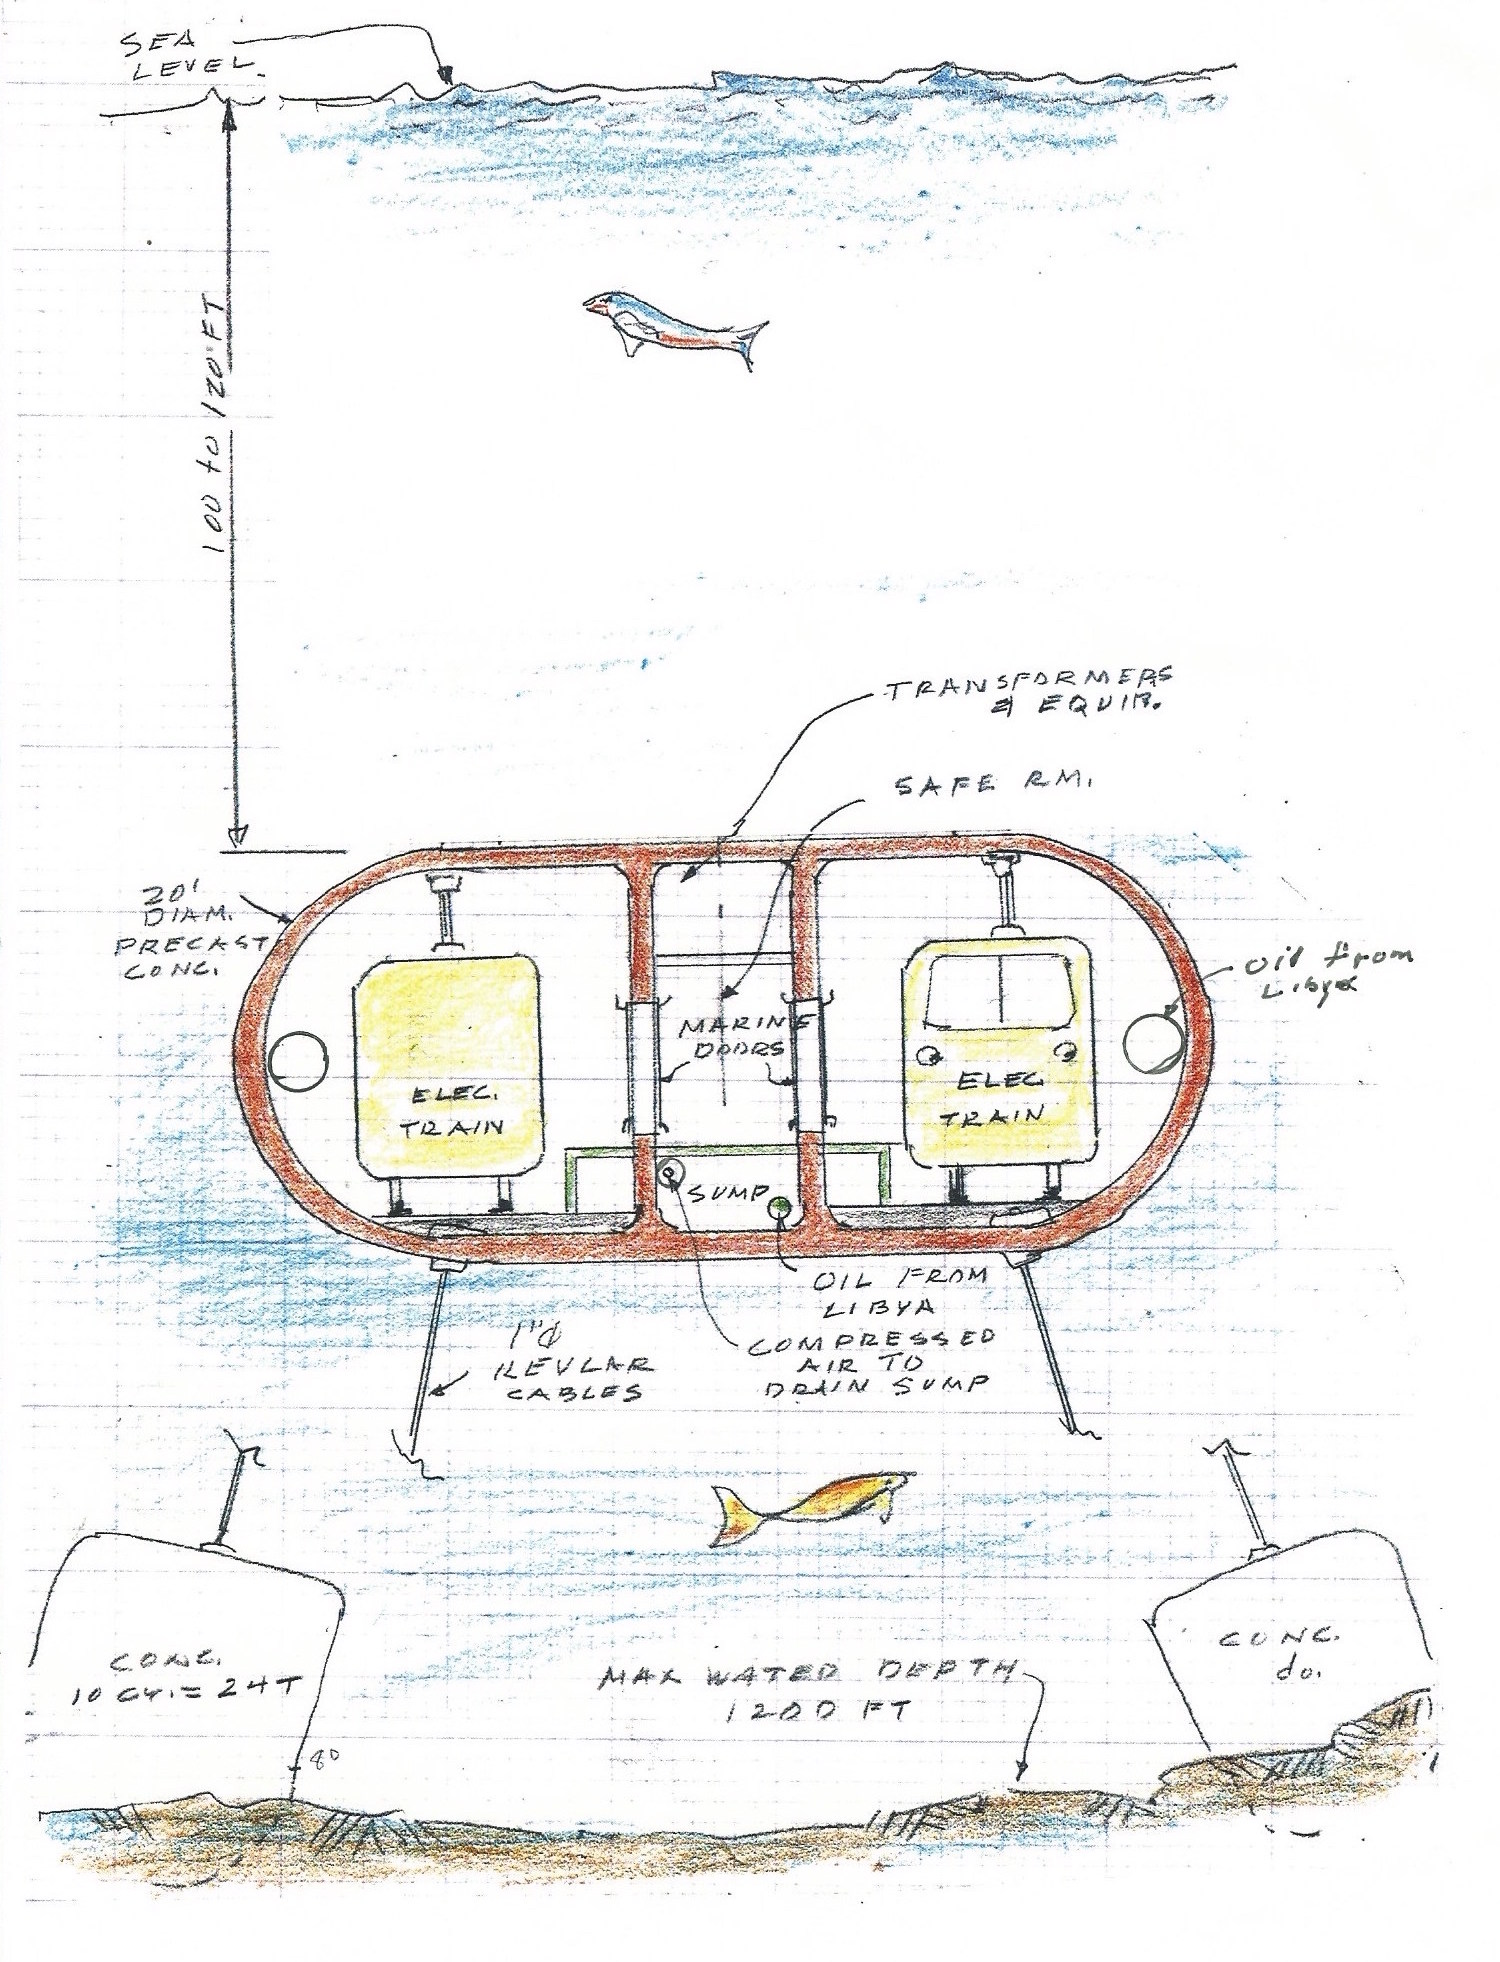 SEA
LEVEL.
100 to 120 FT
TRANSFORMERS
& EQUIP.
SAFE RM.
20'
DIAM.
PRECAST
CONC.
Oil from
Libya
MARINE
DOORS
ELEC.
TRAIN
ELEC
TRAIN
SUMP
OIL FROM
LIBYA
1"Ø
KEVLAR
CABLES
COMPRESSED
AIR TO
DRAIN SUMP
CONC.
10 CY. = 24T
80
MAX WATER DEPTH
1200 FT
CONC.
do.